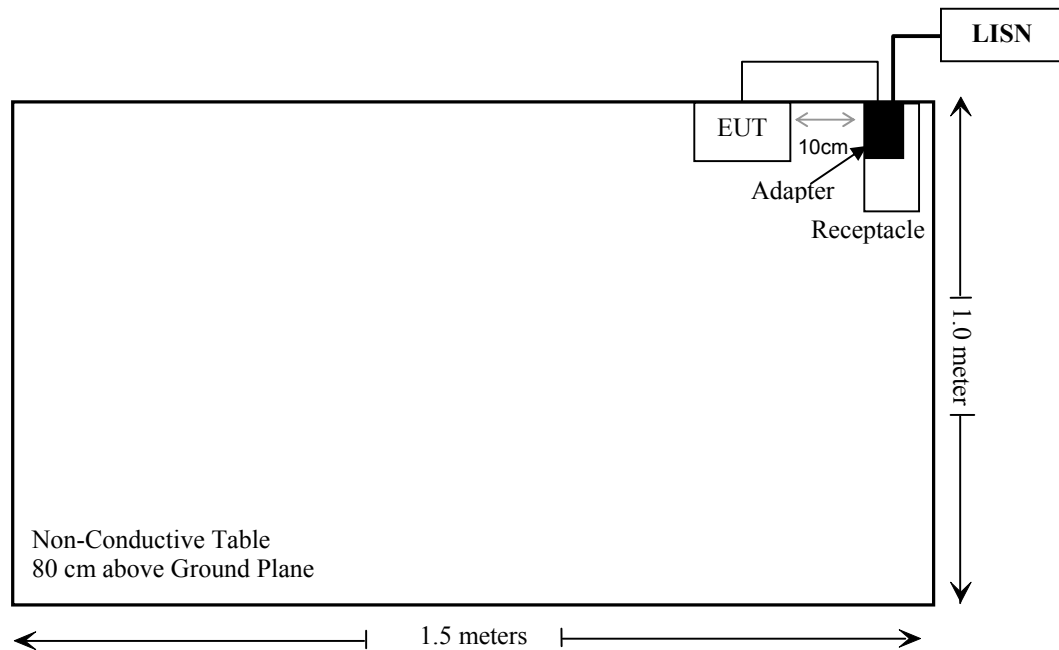 LISN
EUT
10cm
Adapter
Receptacle
1.0 meter
Non-Conductive Table
80 cm above Ground Plane
1.5 meters